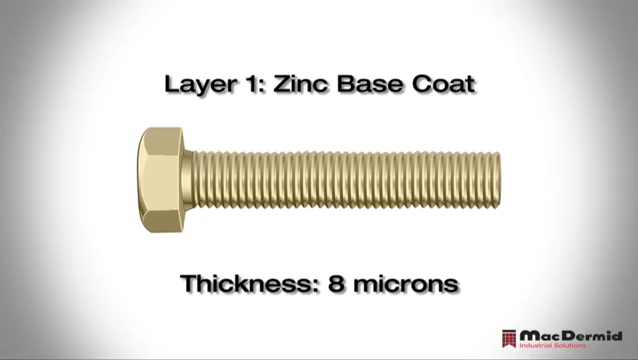 Layer 1: Zinc Base Coat
Thickness: 8 microns
MacDermid
Industrial Solutions